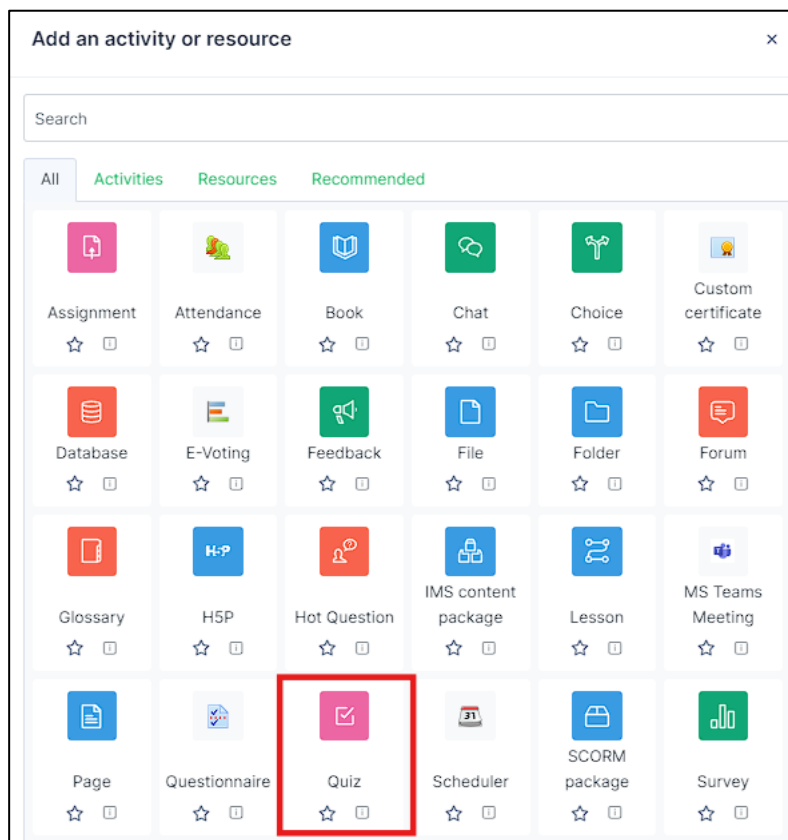 Add an activity or resource
×
Search
All Activities Resources Recommended
Custom
Assignment Attendance Book Chat Choice certificate
Database E-Voting Feedback File Folder Forum
H5P
IMS content MS Teams
Glossary H5P Hot Question package Lesson Meeting
31
SCORM
Page Questionnaire Quiz Scheduler package Survey